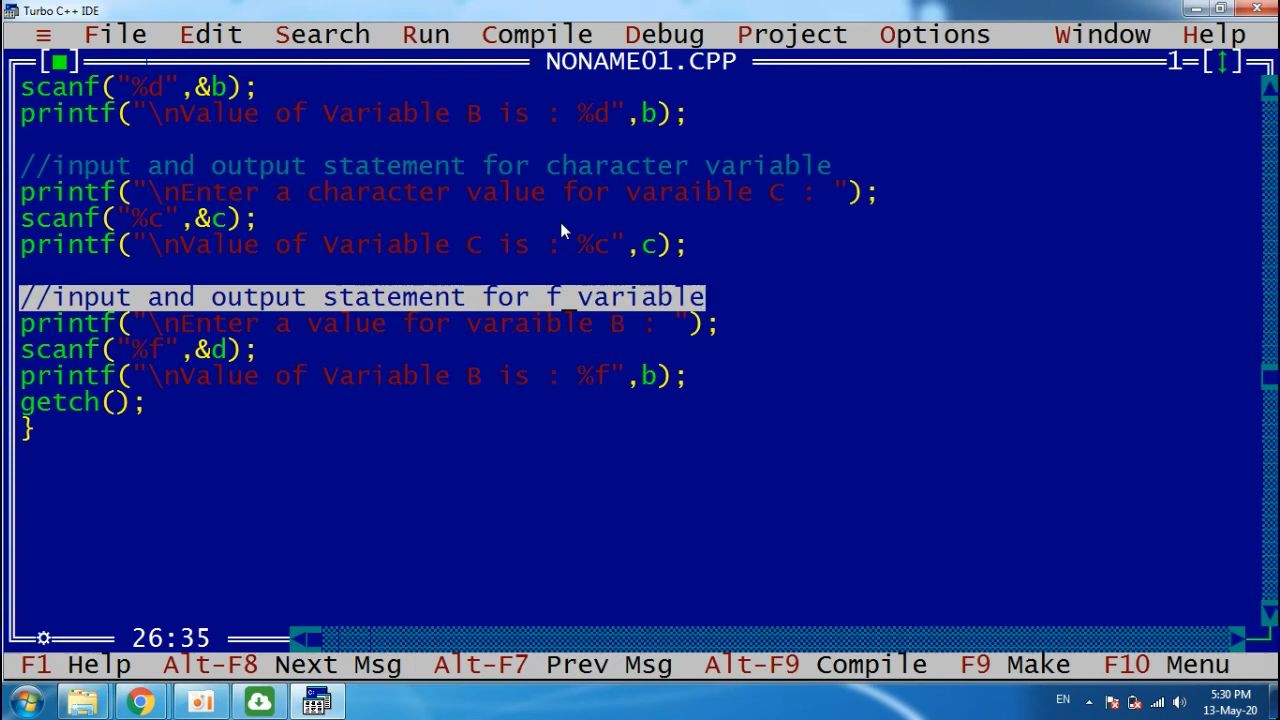 Turbo C++ IDE
≡ File Edit Search Run Compile Debug Project Options Window Help
[■] NONAME01.CPP 1=[↕]
scanf("%d",&b);
printf("\nValue of Variable B is : %d",b);
//input and output statement for character variable
printf("\nEnter a character value for varaible C : ");
scanf("%c",&c);
printf("\nValue of Variable C is : %c",c);
//input and output statement for f_variable
printf("\nEnter a value for varaible B : ");
scanf("%f",&d);
printf("\nValue of Variable B is : %f",b);
getch();
}
26:35
F1 Help Alt-F8 Next Msg Alt-F7 Prev Msg Alt-F9 Compile F9 Make F10 Menu
EN 5:30 PM
13-May-20